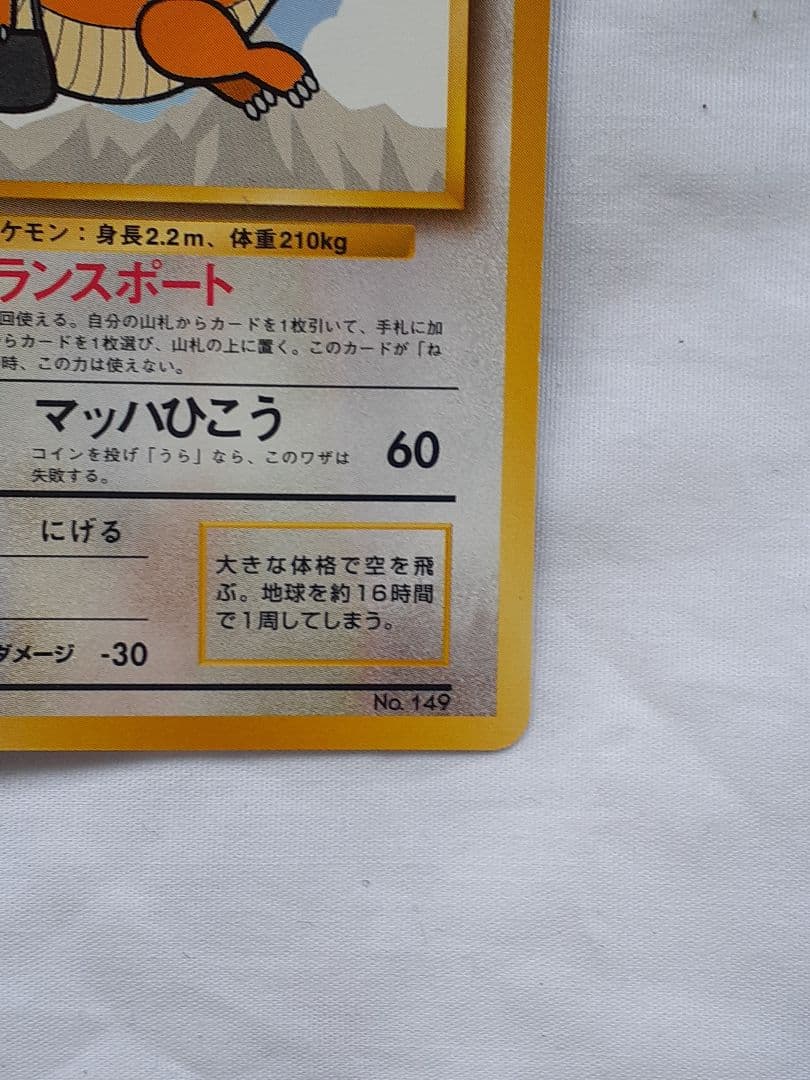 ケモン：身長2.2m、体重210kg
ランスポート
回使える。自分の山札からカードを1枚引いて、手札に加
らカードを1枚選び、山札の上に置く。このカードが「ね
時、この力は使えない。
マッハひこう
60
コインを投げ「うら」なら、このワザは
失敗する。
にげる
大きな体格で空を飛
ぶ。地球を約16時間
で1周してしまう。
ダメージ -30
No. 149